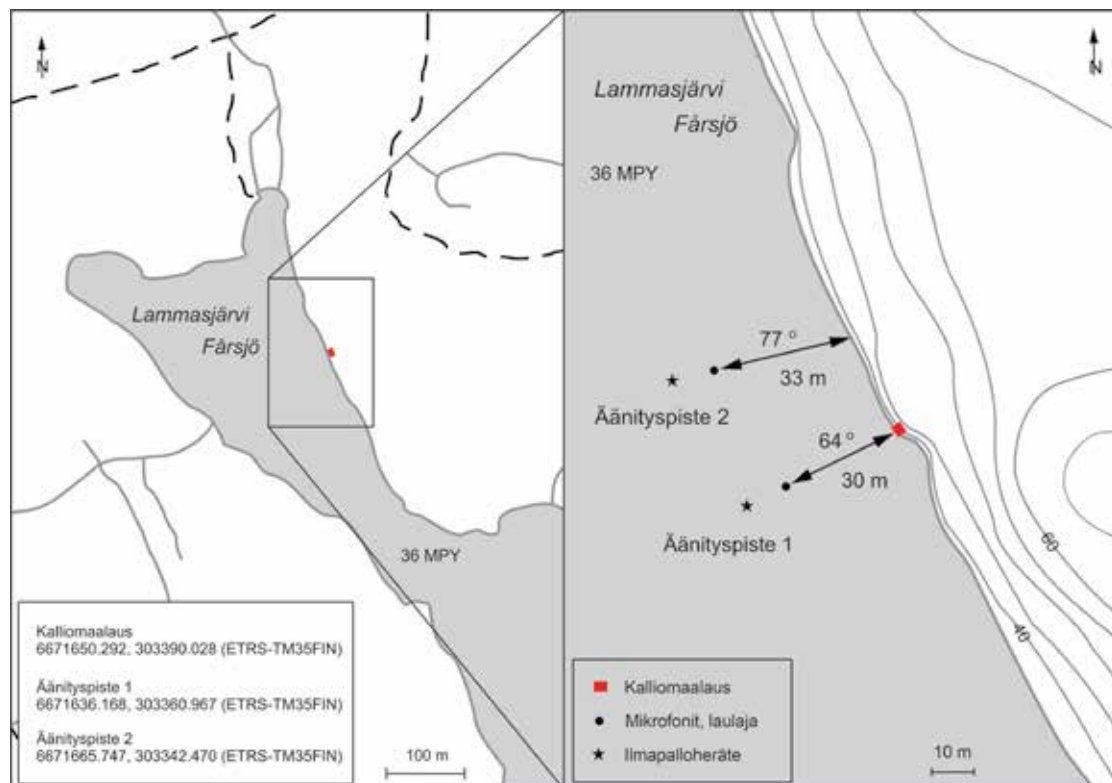 N
Lammasjärvi
Fårsjö
36 MPY
Kalliomaalaus
6671650.292, 303390.028 (ETRS-TM35FIN)
Äänityspiste 1
6671636.168, 303360.967 (ETRS-TM35FIN)
Äänityspiste 2
6671665.747, 303342.470 (ETRS-TM35FIN)
100 m
N
Lammasjärvi
Fårsjö
36 MPY
77 °
33 m
Äänityspiste 2
64 °
30 m
Äänityspiste 1
60
40
Kalliomaalaus
Mikrofonit, laulaja
Ilmapalloheräte
10 m